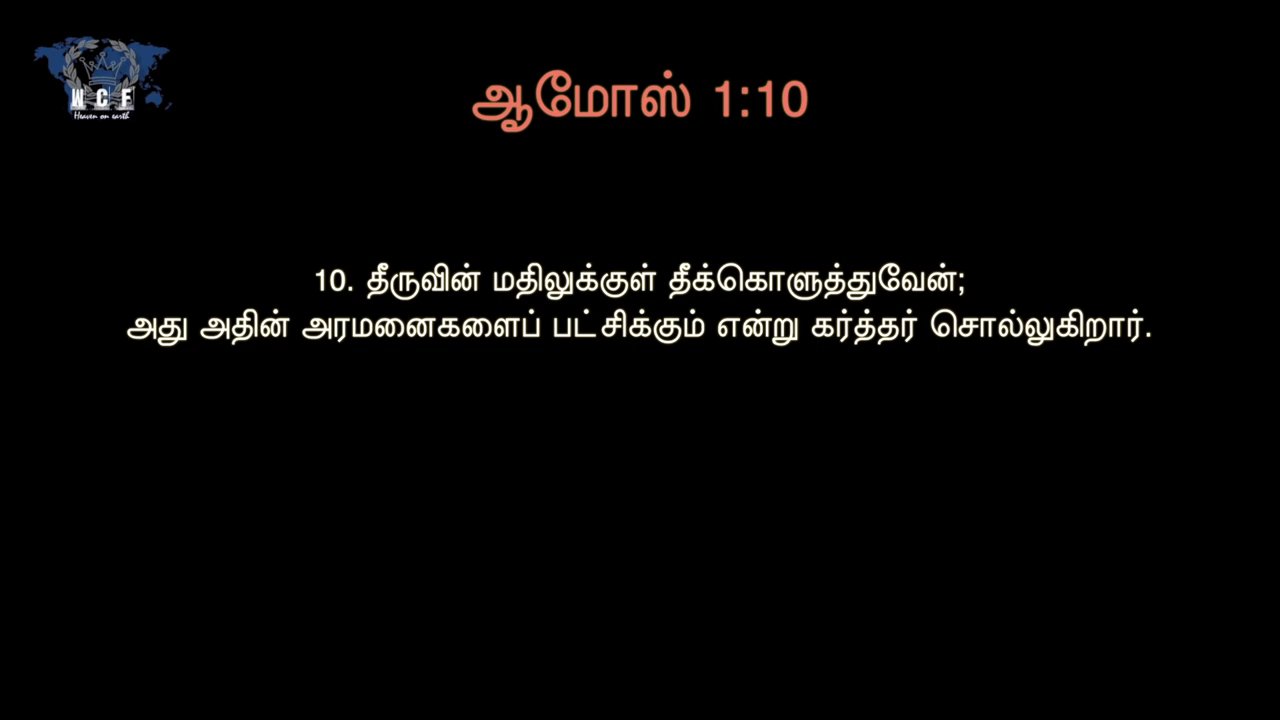 WCF
Heaven on earth
ஆமோஸ் 1:10
10. தீருவின் மதிலுக்குள் தீக்கொளுத்துவேன்;
அது அதின் அரமனைகளைப் பட்சிக்கும் என்று கர்த்தர் சொல்லுகிறார்.